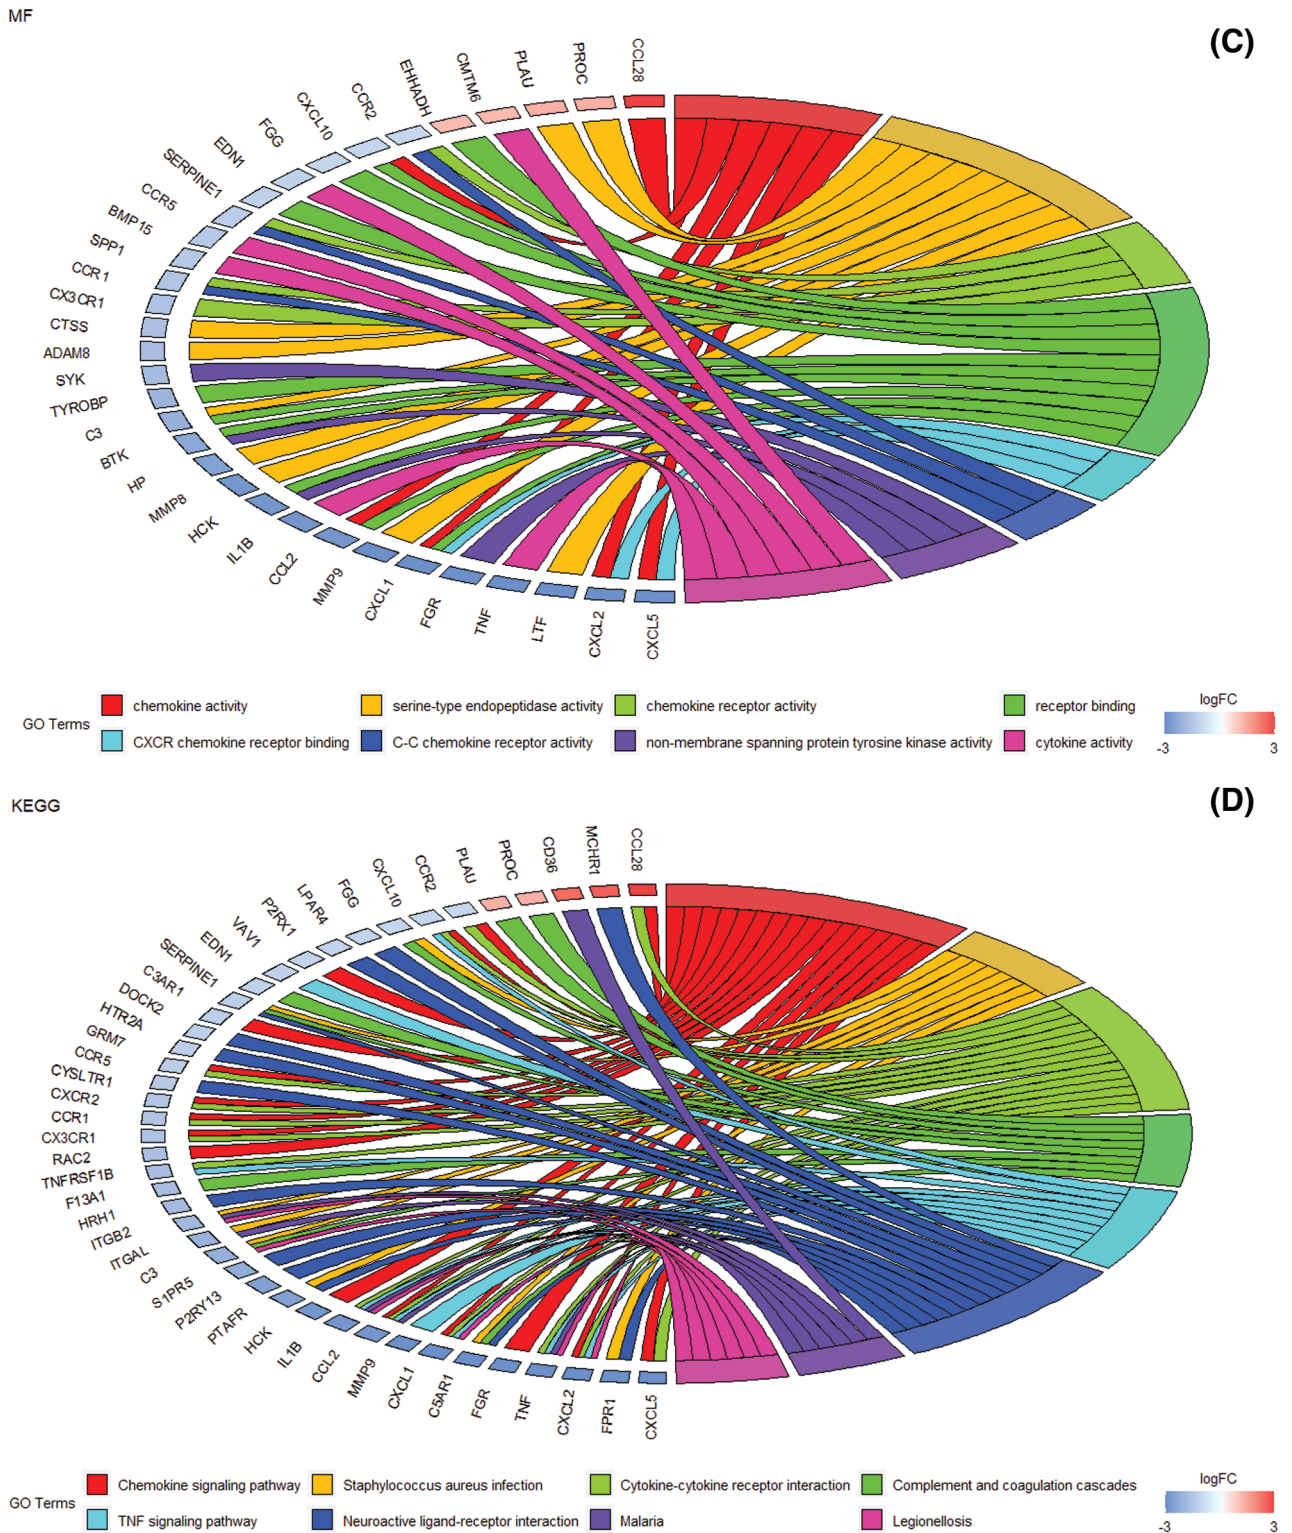 MF
(C)
CCL28
PROC
PLAU
CMTM6
EHHADH
CCR2
CXCL10
FGG
EDN1
SERPINE1
CCR5
BMP15
SPP1
CCR1
CX3CR1
CTSS
ADAM8
SYK
TYROBP
C3
BTK
HP
MMP8
HCK
IL1B
CCL2
MMP9
CXCL1
FGR
TNF
LTF
CXCL2
CXCL5
GO Terms
chemokine activity
serine-type endopeptidase activity
chemokine receptor activity
receptor binding
CXCR chemokine receptor binding
C-C chemokine receptor activity
non-membrane spanning protein tyrosine kinase activity
cytokine activity
logFC
-3 3
KEGG
(D)
CCL28
MCHR1
CD36
PROC
PLAU
CCR2
CXCL10
FGG
LPAR4
P2RX1
VAV1
EDN1
SERPINE1
C3AR1
DOCK2
HTR2A
GRM7
CCR5
CYSLTR1
CXCR2
CCR1
CX3CR1
RAC2
TNFRSF1B
F13A1
HRH1
ITGB2
ITGAL
C3
S1PR5
P2RY13
PTAFR
HCK
IL1B
CCL2
MMP9
CXCL1
C5AR1
FGR
TNF
CXCL2
FPR1
CXCL5
GO Terms
Chemokine signaling pathway
Staphylococcus aureus infection
Cytokine-cytokine receptor interaction
Complement and coagulation cascades
TNF signaling pathway
Neuroactive ligand-receptor interaction
Malaria
Legionellosis
logFC
-3 3